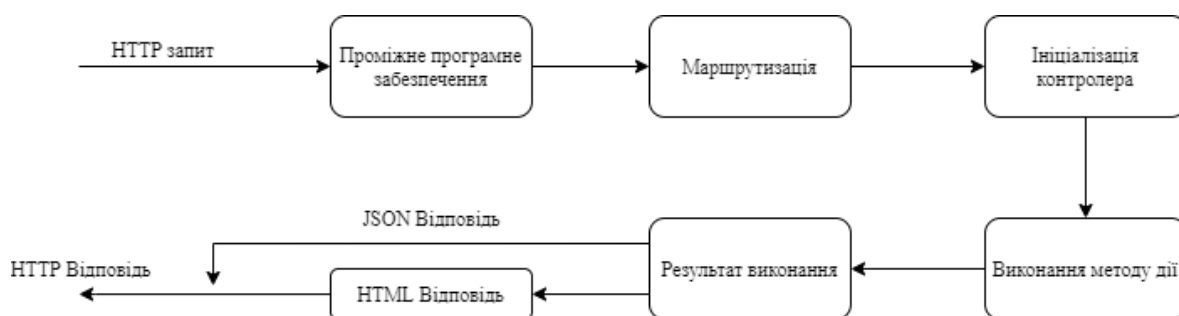 HTTP запит
Проміжне програмне
забезпечення
Маршрутизація
Ініціалізація
контролера
JSON Відповідь
HTTP Відповідь
HTML Відповідь
Результат виконання
Виконання методу дії